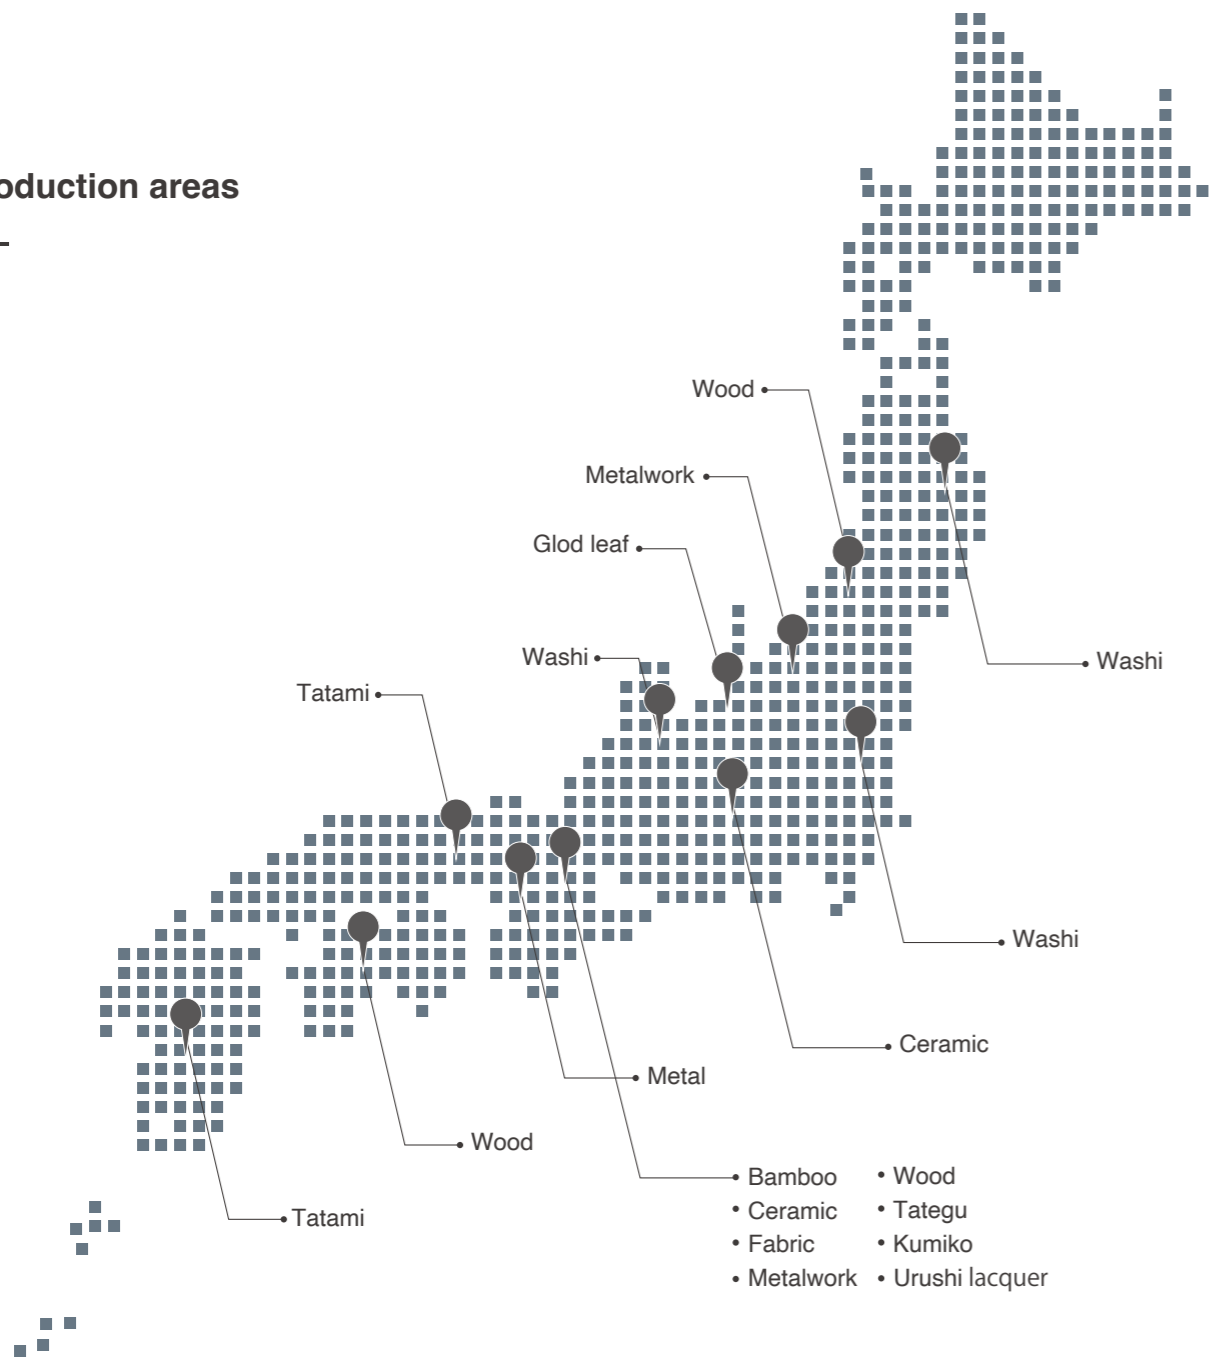 oduction areas
Wood
Metalwork
Glod leaf
Washi
Washi
Tatami
Washi
Ceramic
Metal
Wood
Bamboo • Wood
• Ceramic • Tategu
Tatami
• Fabric • Kumiko
• Metalwork • Urushi lacquer